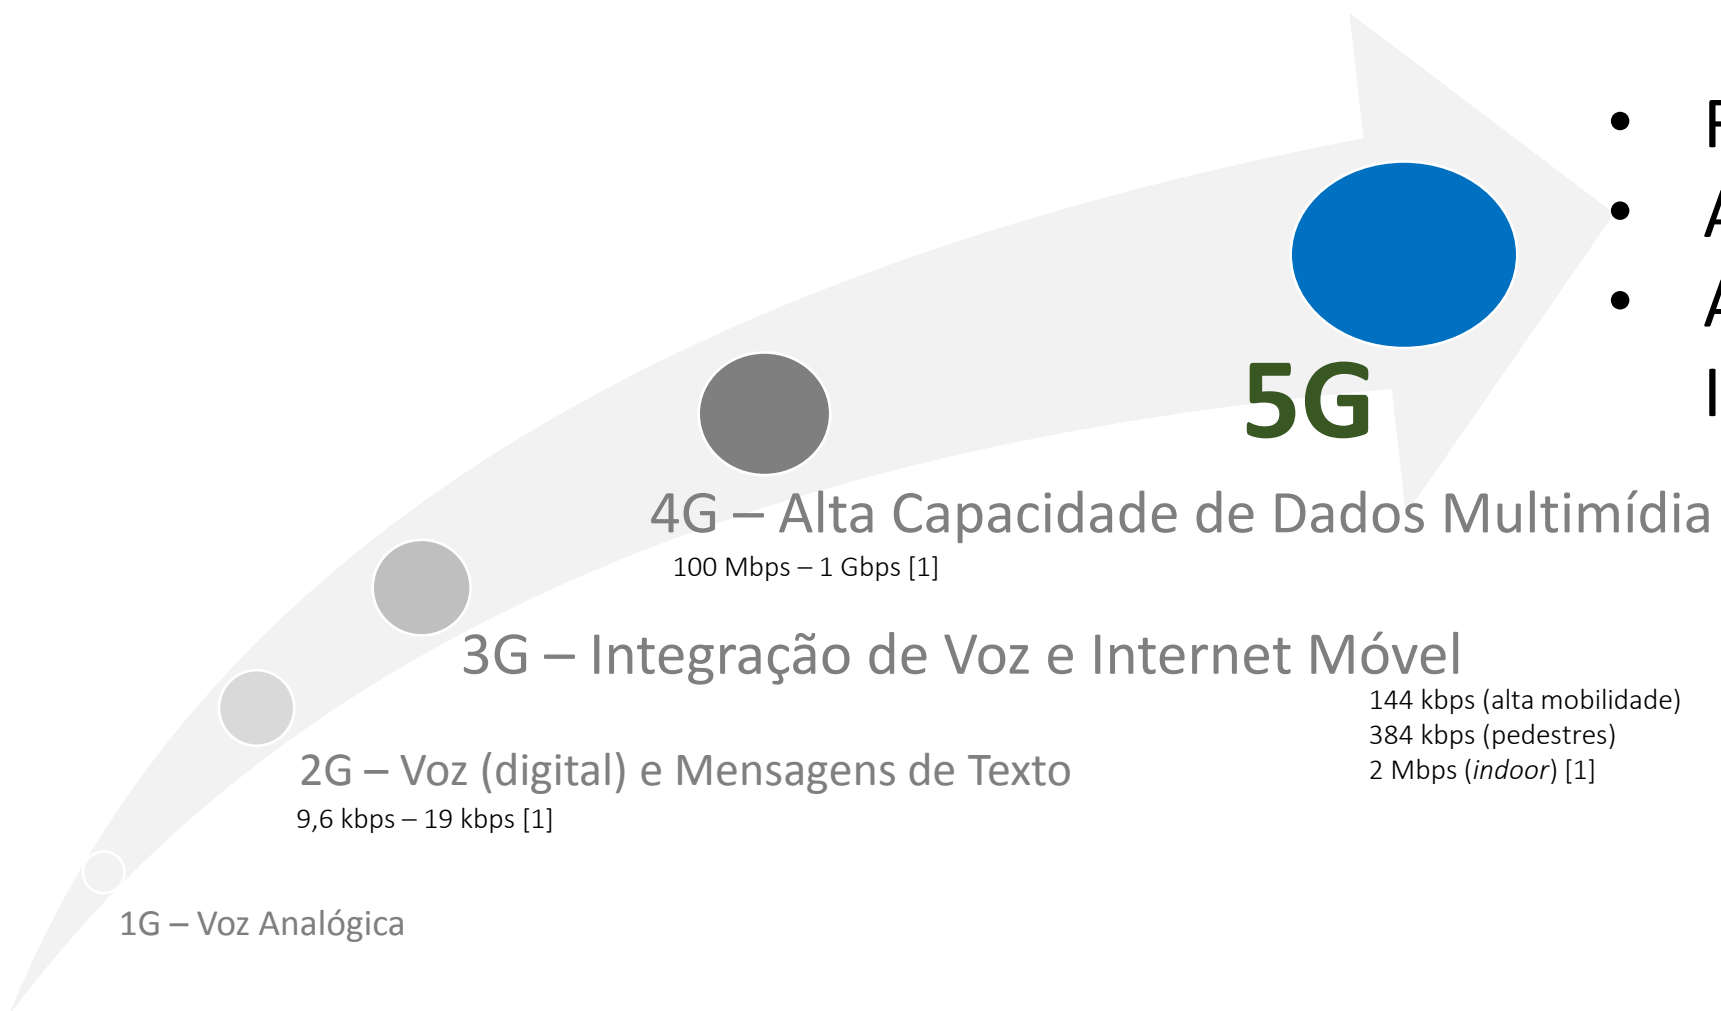 5G
4G – Alta Capacidade de Dados Multimídia
100 Mbps – 1 Gbps [1]
3G – Integração de Voz e Internet Móvel
144 kbps (alta mobilidade)
384 kbps (pedestres)
2 Mbps (indoor) [1]
2G – Voz (digital) e Mensagens de Texto
9,6 kbps – 19 kbps [1]
1G – Voz Analógica